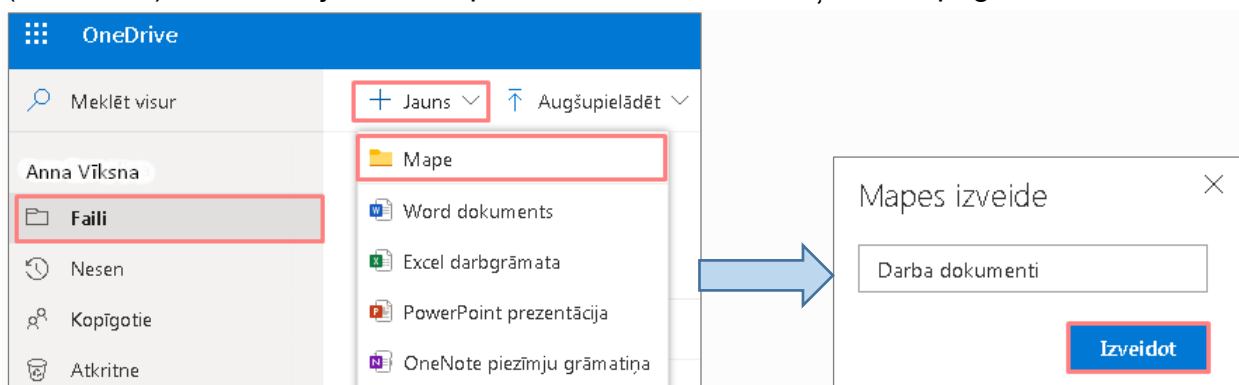 OneDrive
Meklēt visur
Jauns
Augšupielādēt
Anna Vīksna
Faili
Nesen
Kopīgotie
Atkritne
Mape
Word dokuments
Excel darbgrāmata
PowerPoint prezentācija
OneNote piezīmju grāmatiņa
Mapes izveide
Darba dokumenti
Izveidot